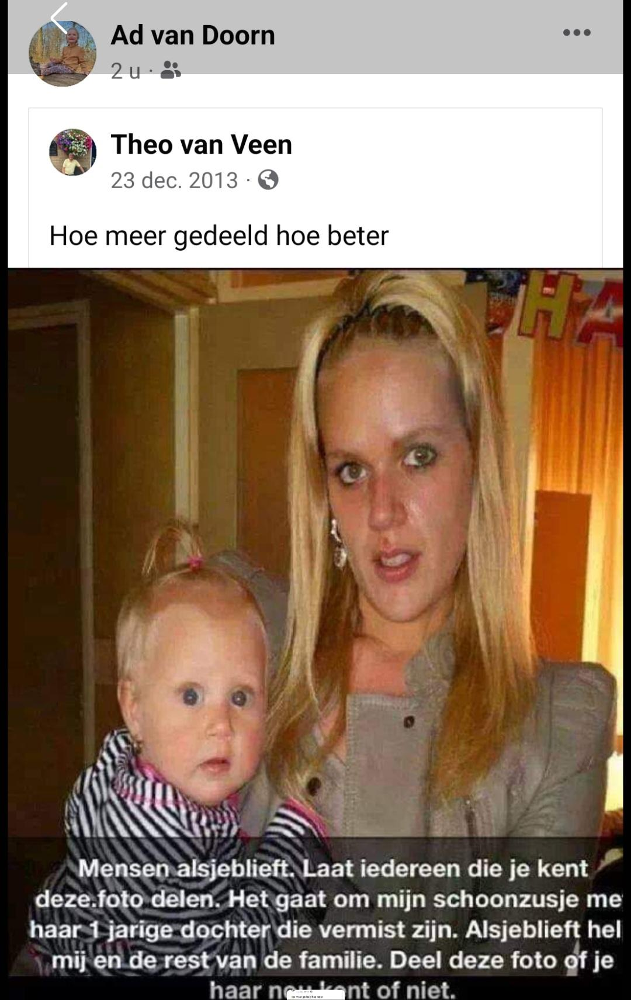 Ad van Doorn
2 u ·
Theo van Veen
23 dec. 2013 ·
Hoe meer gedeeld hoe beter
HA
Mensen alsjeblieft. Laat iedereen die je kent
deze.foto delen. Het gaat om mijn schoonzusje me
haar 1 jarige dochter die vermist zijn. Alsjeblieft hel
mij en de rest van de familie. Deel deze foto of je
haar of niet.